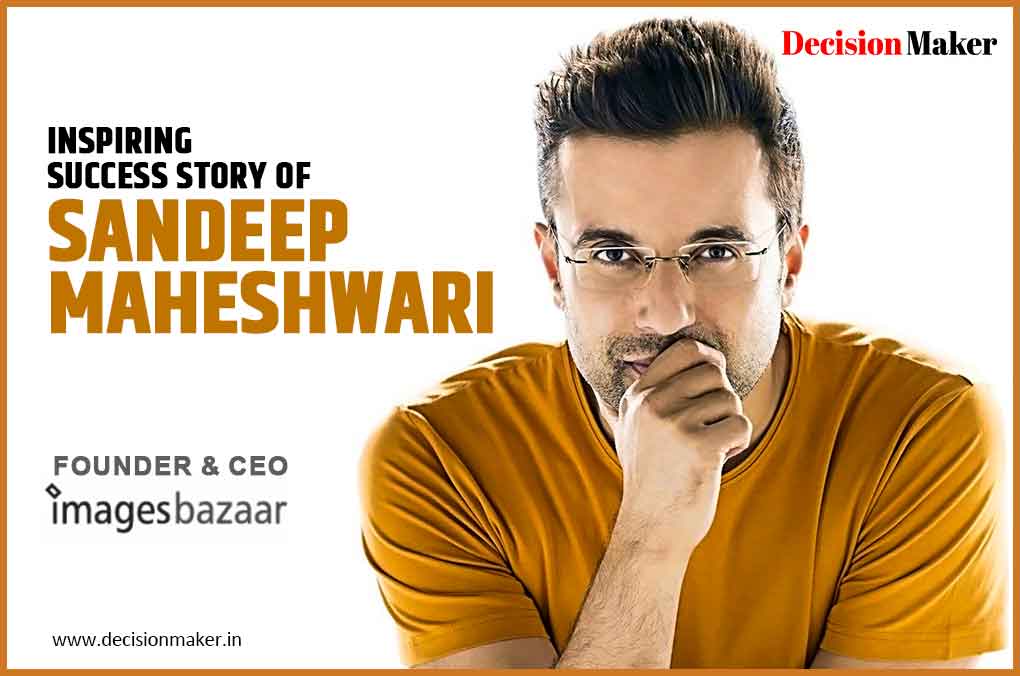 Decision Maker
INSPIRING
SUCCESS STORY OF
SANDEEP
MAHESHWARI
FOUNDER & CEO
imagesbazaar
www.decisionmaker.in